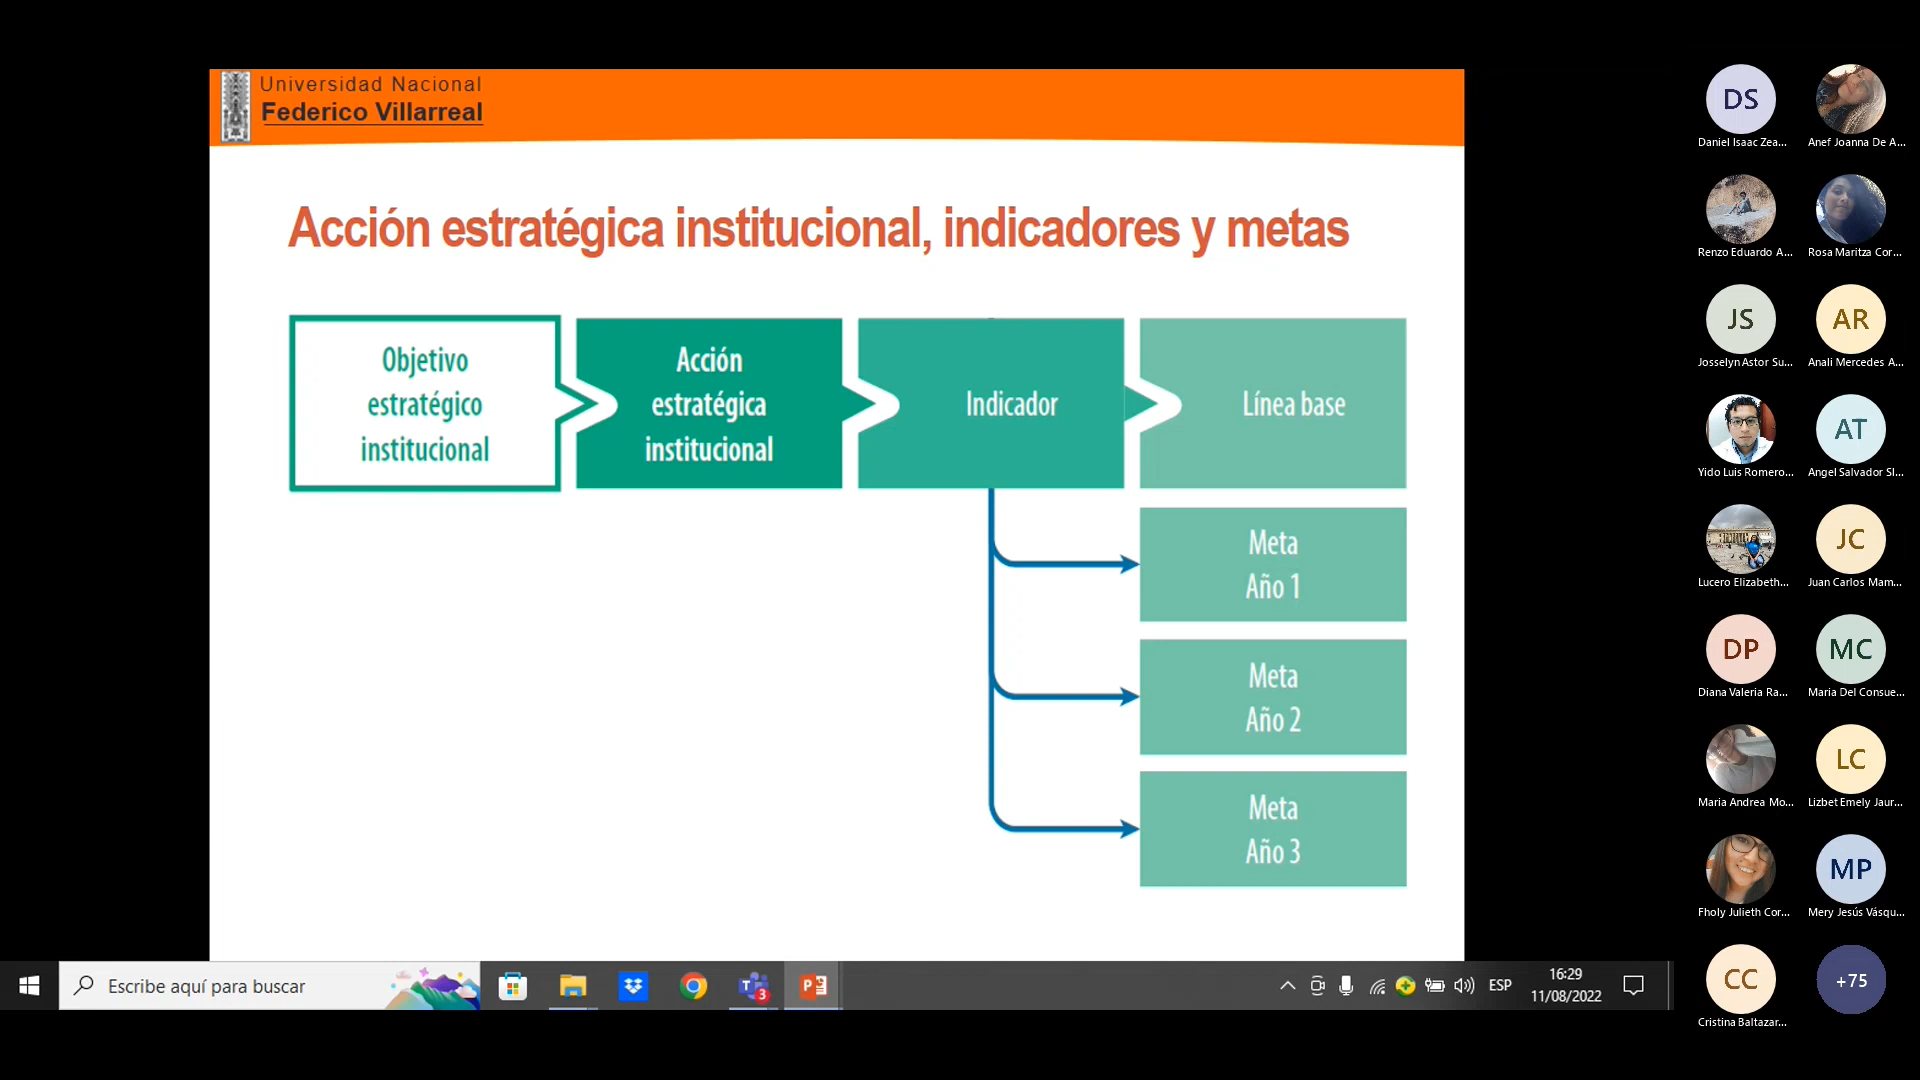 Universidad Nacional
Federico Villarreal
Acción estratégica institucional, indicadores y metas
Objetivo
estratégico
institucional
Acción
estratégica
institucional
Indicador
Línea base
Meta
Año 1
Meta
Año 2
Meta
Año 3
Escribe aquí para buscar
3
ESP
16:29
11/08/2022
DS
Daniel Isaac Zea...
Anef Joanna De A...
Renzo Eduardo A...
Rosa Maritza Cor...
JS
Josselyn Astor Su...
AR
Anali Mercedes A...
Yido Luis Romero...
AT
Angel Salvador Sl...
Lucero Elizabeth...
JC
Juan Carlos Mam...
DP
Diana Valeria Ra...
MC
Maria Del Consue...
Maria Andrea Mo...
LC
Lizbet Emely Jaur...
Fholy Julieth Cor...
MP
Mery Jesús Vásqu...
CC
Cristina Baltazar...
+75